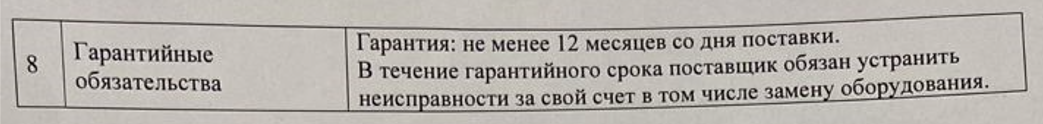 8
Гарантийные
обязательства
Гарантия: не менее 12 месяцев со дня поставки.
В течение гарантийного срока поставщик обязан устранить
неисправности за свой счет в том числе замену оборудования.